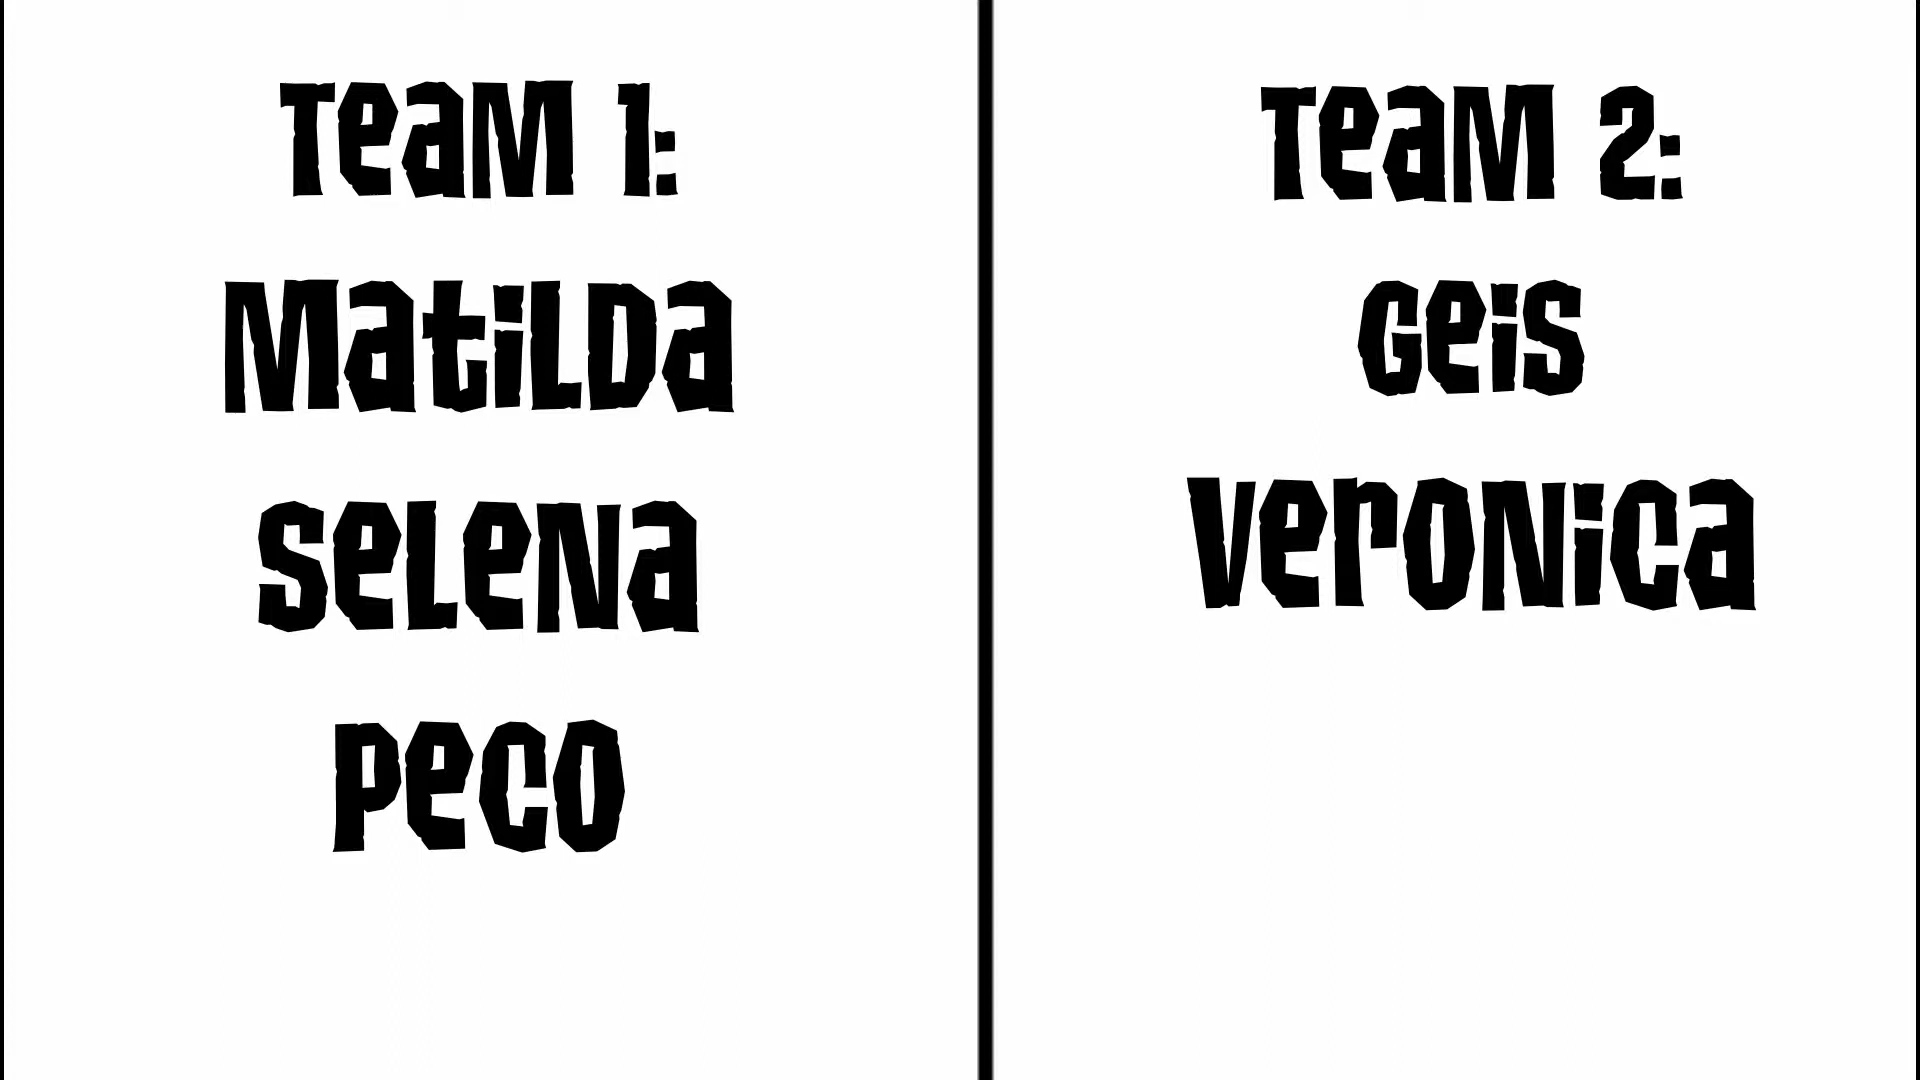 Team 1:
Matilda
Selena
Peco
Team 2:
Geis
Veronica